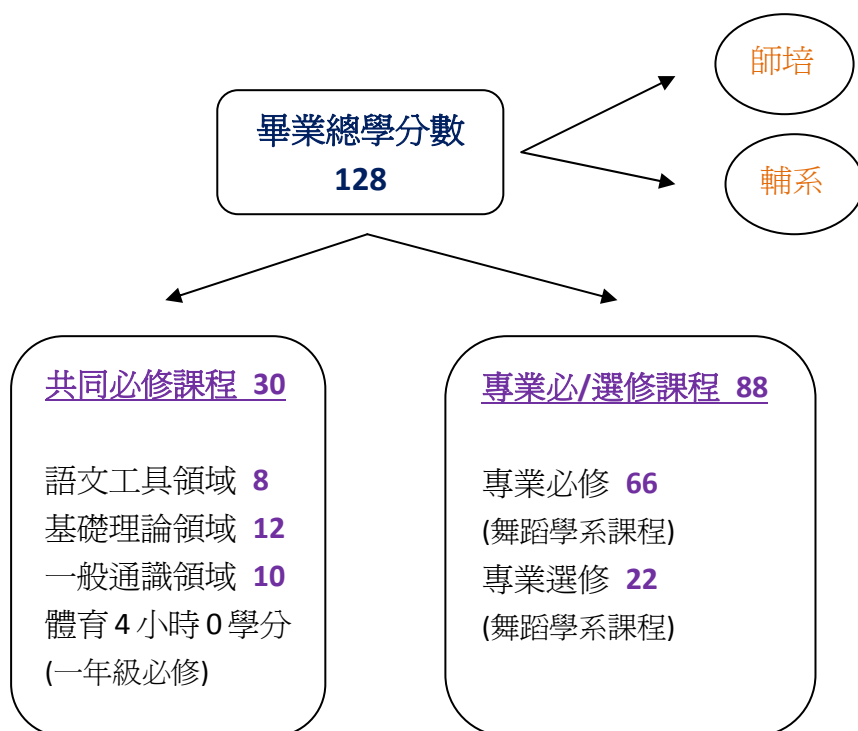 師培
畢業總學分數
128
輔系
共同必修課程 30
語文工具領域 8
基礎理論領域 12
一般通識領域 10
體育 4 小時 0 學分
(一年級必修)
專業必/選修課程 88
專業必修 66
(舞蹈學系課程)
專業選修 22
(舞蹈學系課程)